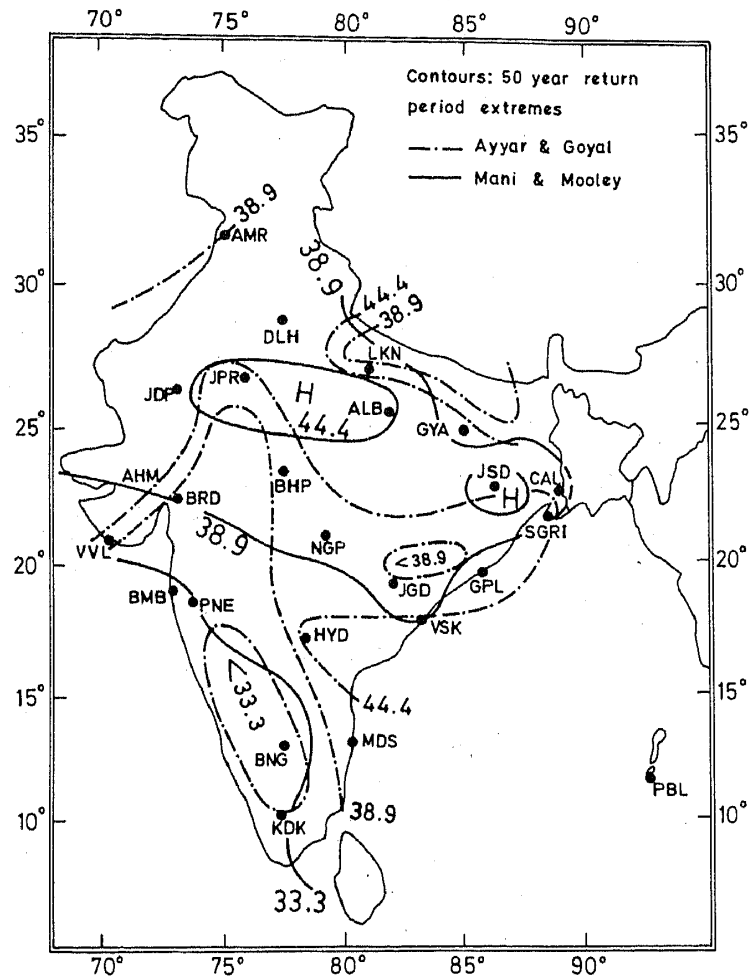 70° 75° 80° 85° 90°
Contours: 50 year return
period extremes
Ayyar & Goyal
Mani & Mooley
35° 35°
38.9
AMR
38.9
30° 30°
44.4
38.9
DLH
LKN
JPR
JDP
H
ALB
44.4
25° 25°
GYA
JSD
CAL
AHM
BHP
H
BRD
SGRI
38.9
NGP
<38.9
20° 20°
VVL
JGD
GPL
BMB
PNE
VSK
HYD
<33.3
44.4
15° 15°
MDS
BNG
PBL
38.9
10° 10°
KDK
33.3
70° 75° 80° 85° 90°